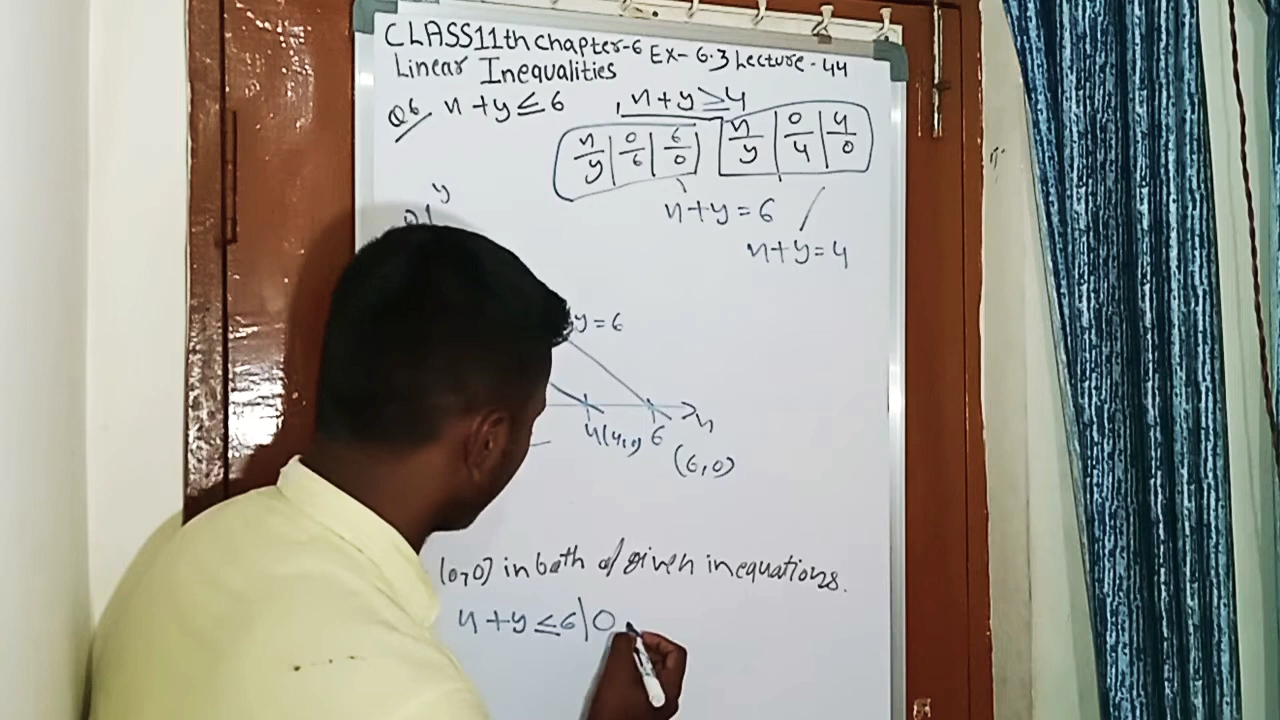 CLASS 11th Chapter-6 Ex- 6.3 Lecture - 44
Linear Inequalities
Q6 x + y ≤ 6 , x + y ≥ 4
x | 0 | 6
y | 6 | 0
x | 0 | 4
y | 4 | 0
x + y = 6
x + y = 4
y
y = 6
x
4 (4,0) 6
(6,0)
(0,0) in both of given inequations.
x + y ≤ 6 | 0